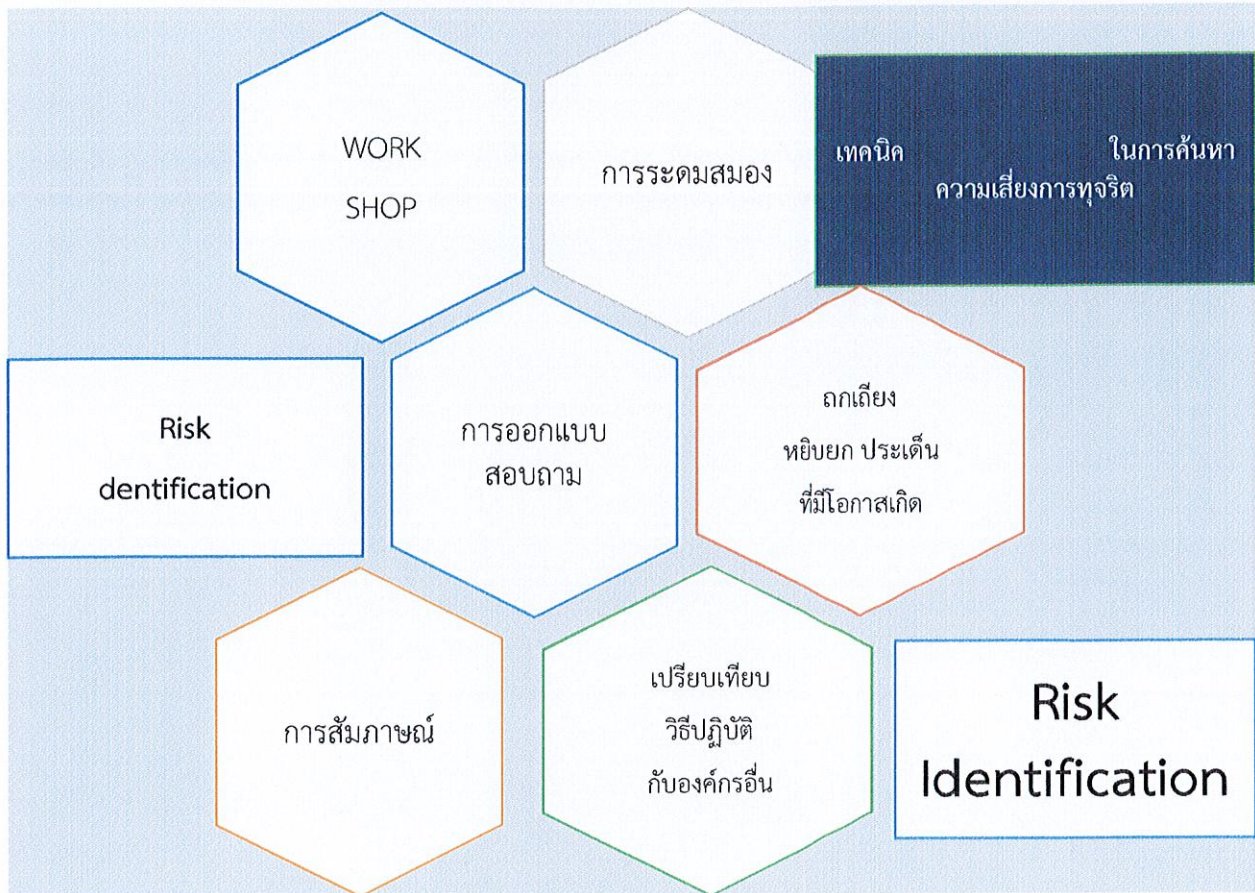 WORK
SHOP
การระดมสมอง
เทคนิค ในการค้นหา
ความเสี่ยงการทุจริต
Risk
dentification
การออกแบบ
สอบถาม
ถกเถียง
หยิบยก ประเด็น
ที่มีโอกาสเกิด
การสัมภาษณ์
เปรียบเทียบ
วิธีปฏิบัติ
กับองค์กรอื่น
Risk
Identification